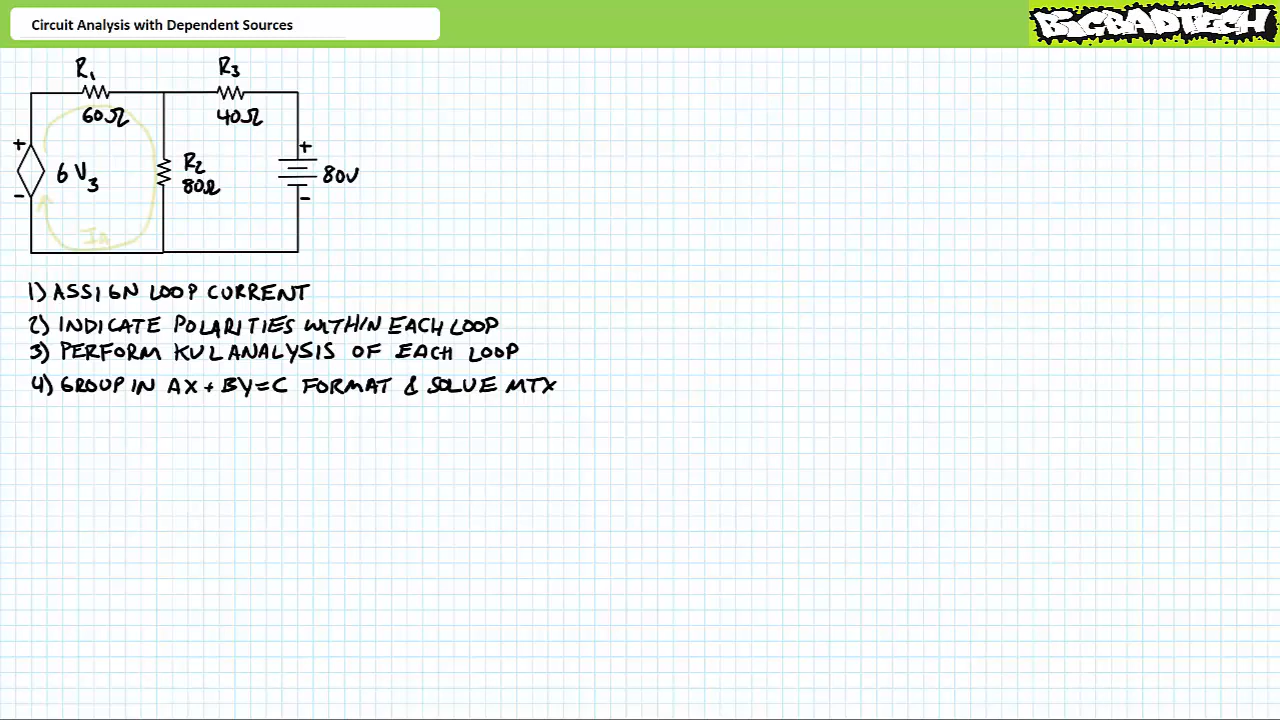 Circuit Analysis with Dependent Sources
BIGBADTECH
R1
R3
60Ω
40Ω
+
+
6 V3
R2
80Ω
80V
-
-
IA
1) ASSIGN LOOP CURRENT
2) INDICATE POLARITIES WITHIN EACH LOOP
3) PERFORM KVL ANALYSIS OF EACH LOOP
4) GROUP IN AX + BY = C FORMAT & SOLVE MTX